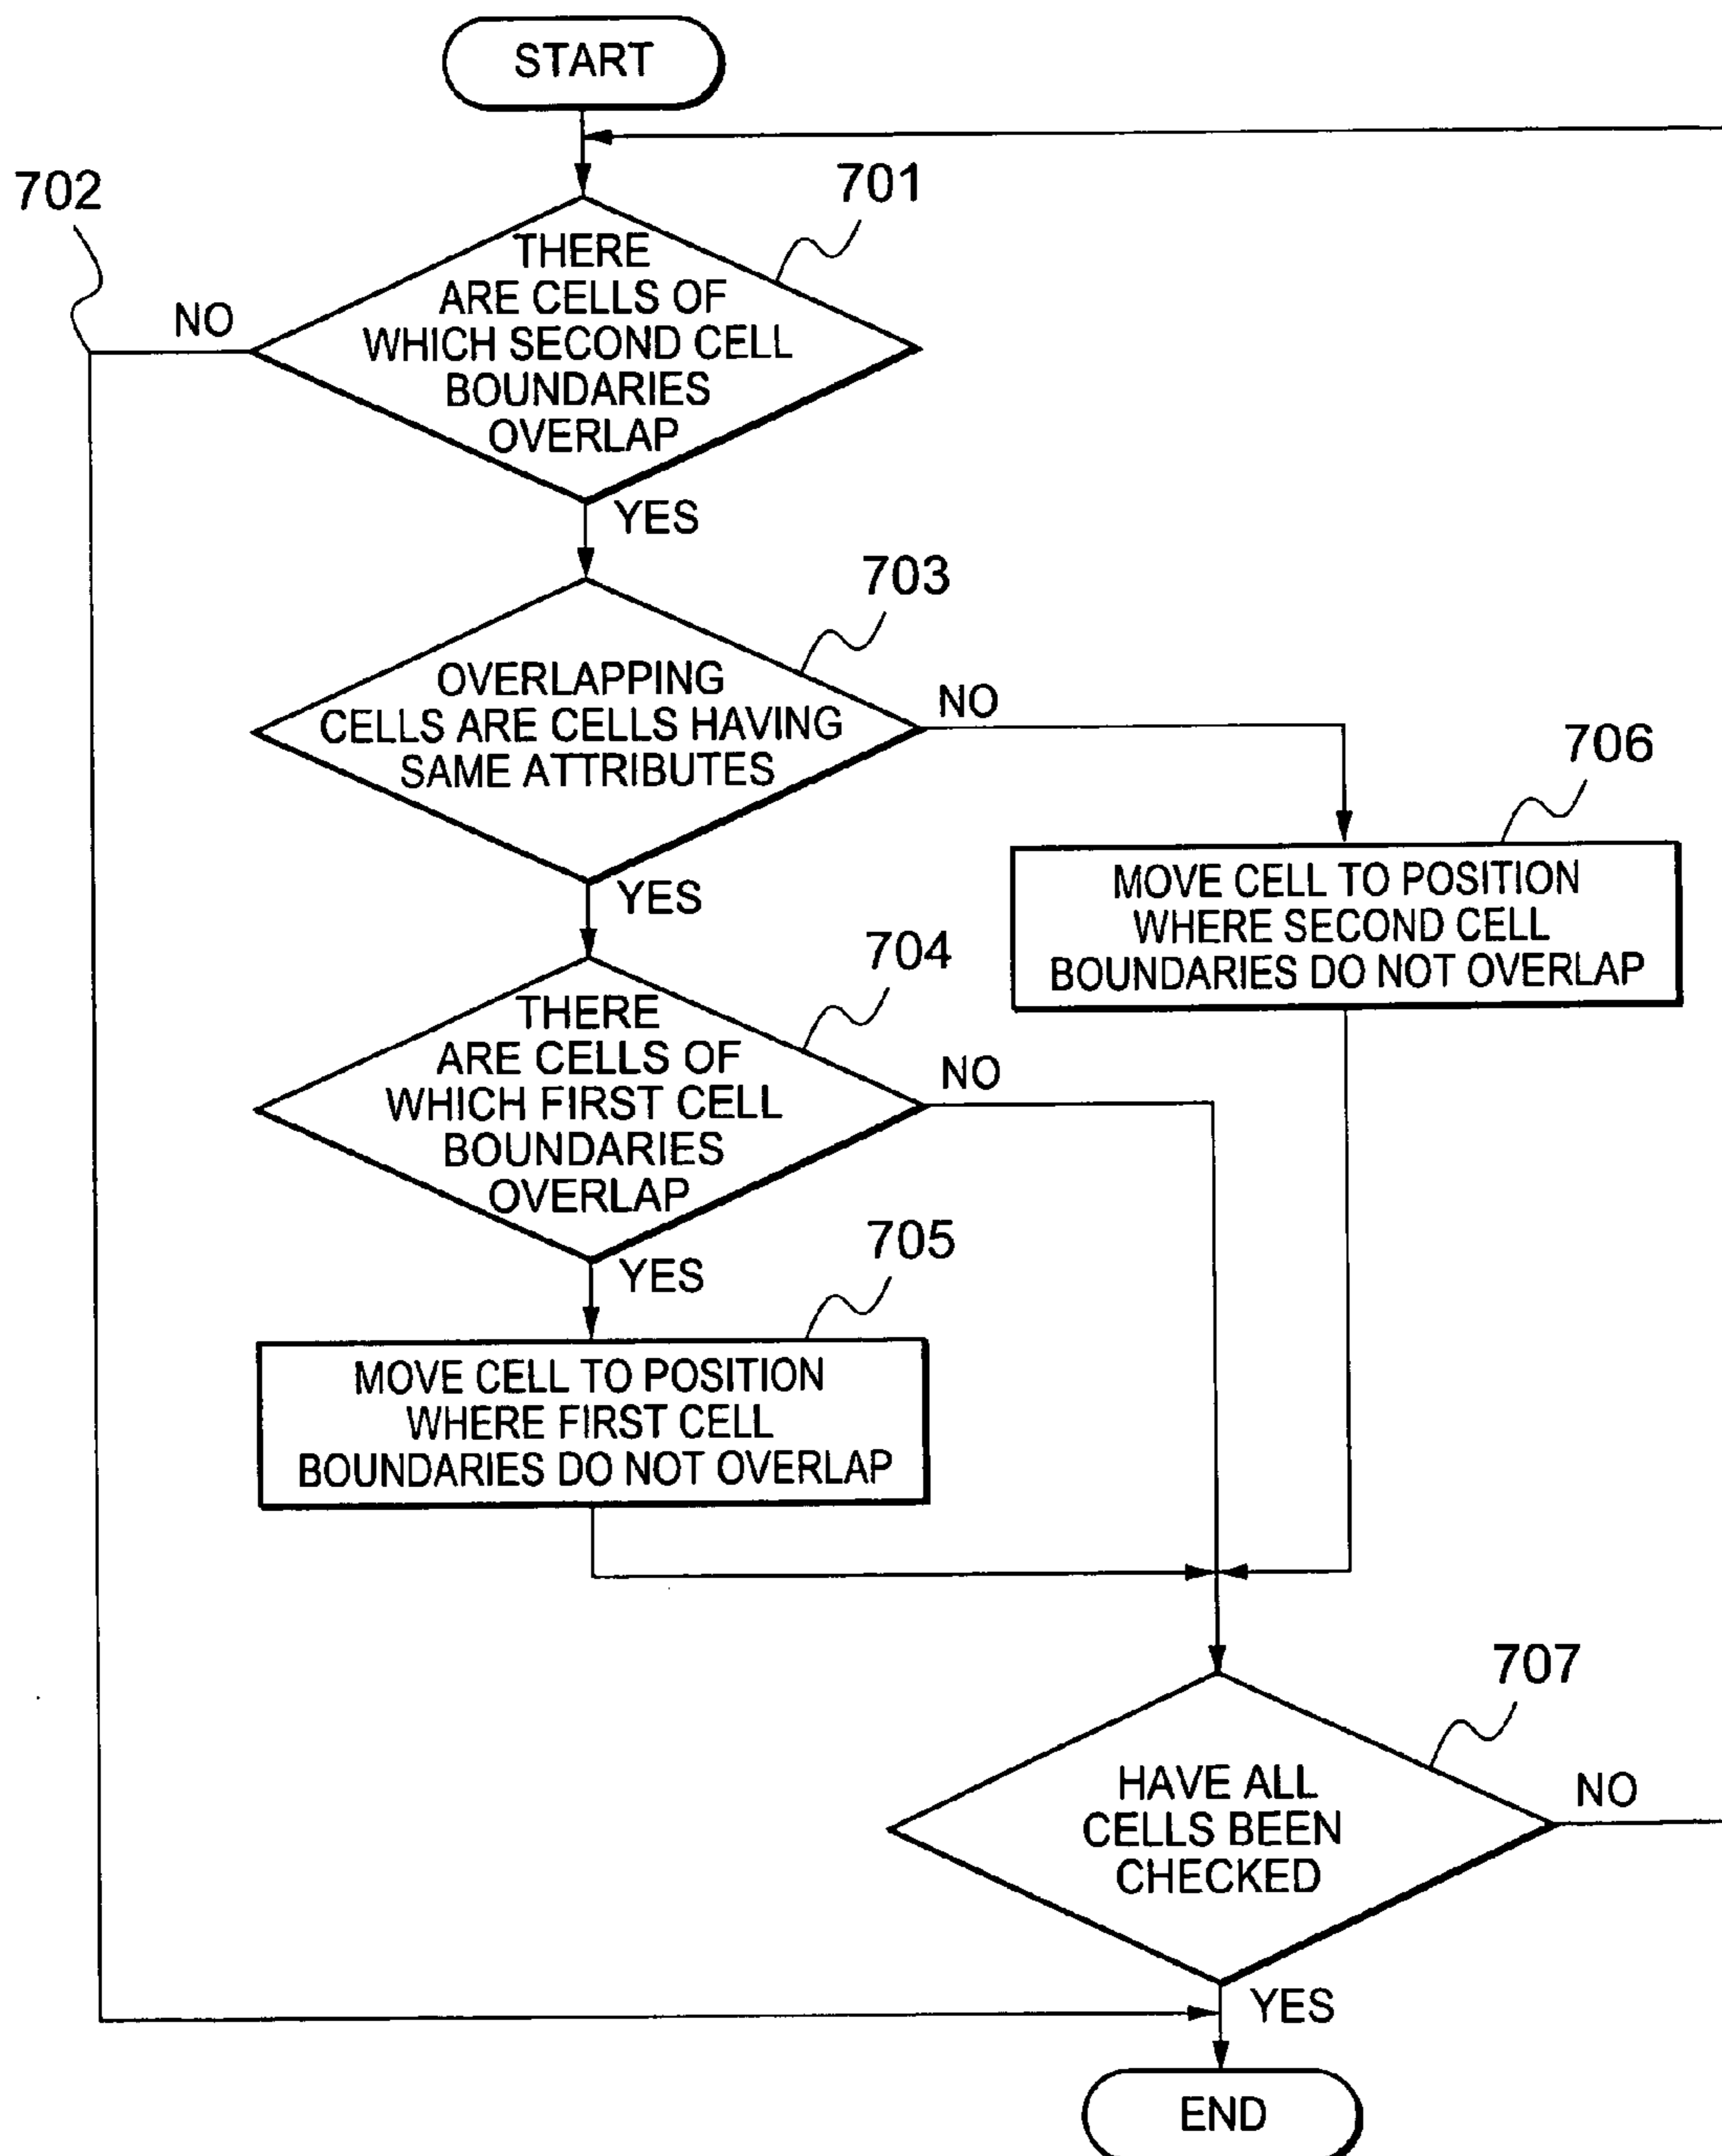 START
702
701
THERE
ARE CELLS OF
WHICH SECOND CELL
BOUNDARIES
OVERLAP
NO
YES
703
OVERLAPPING
CELLS ARE CELLS HAVING
SAME ATTRIBUTES
NO
YES
706
MOVE CELL TO POSITION
WHERE SECOND CELL
BOUNDARIES DO NOT OVERLAP
704
THERE
ARE CELLS OF
WHICH FIRST CELL
BOUNDARIES
OVERLAP
NO
YES
705
MOVE CELL TO POSITION
WHERE FIRST CELL
BOUNDARIES DO NOT OVERLAP
707
HAVE ALL
CELLS BEEN
CHECKED
NO
YES
END